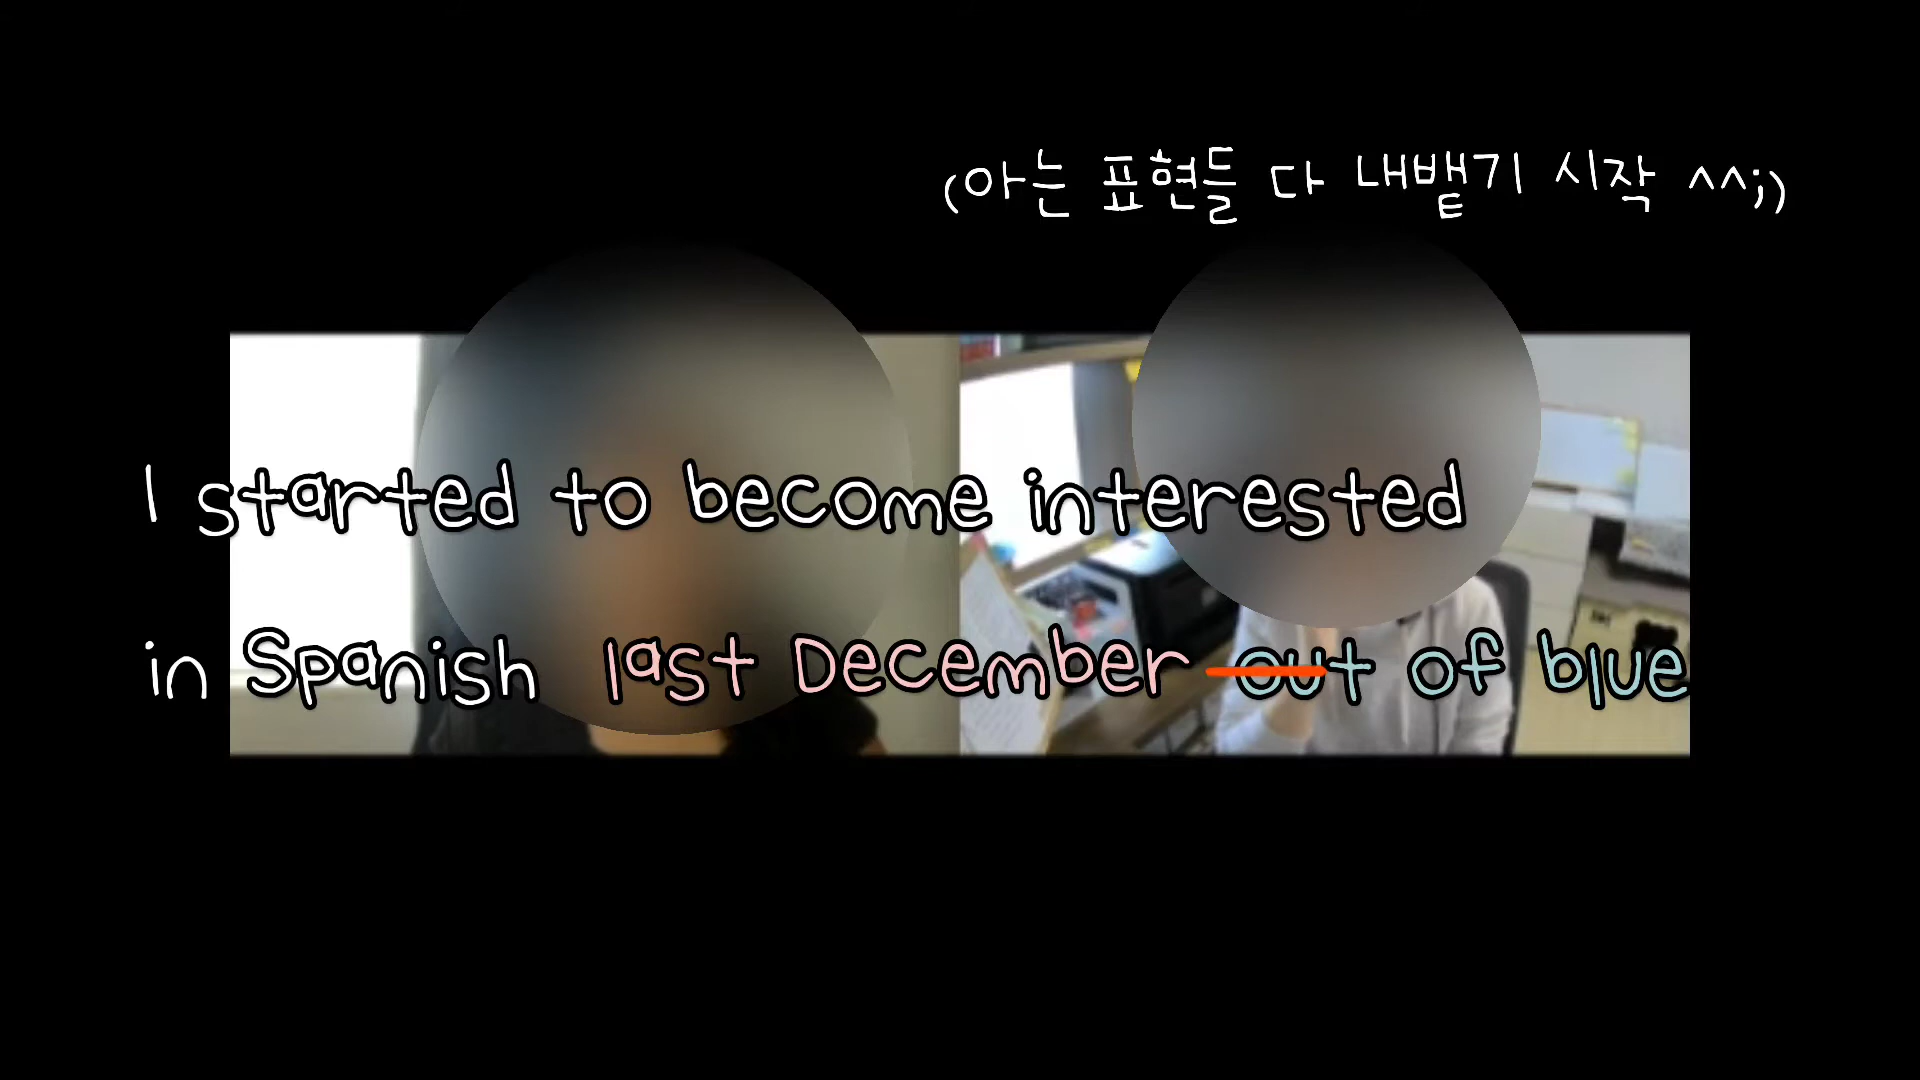 (아는 표현들 다 내뱉기 시작 ^^;)
I started to become interested
in Spanish last December out of blue